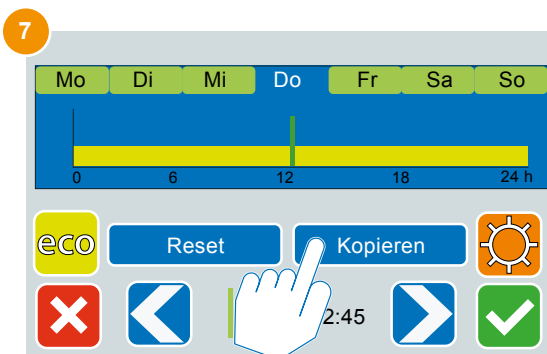 7
Mo Di Mi Do Fr Sa So
0 6 12 18 24 h
eco Reset Kopieren
2:45